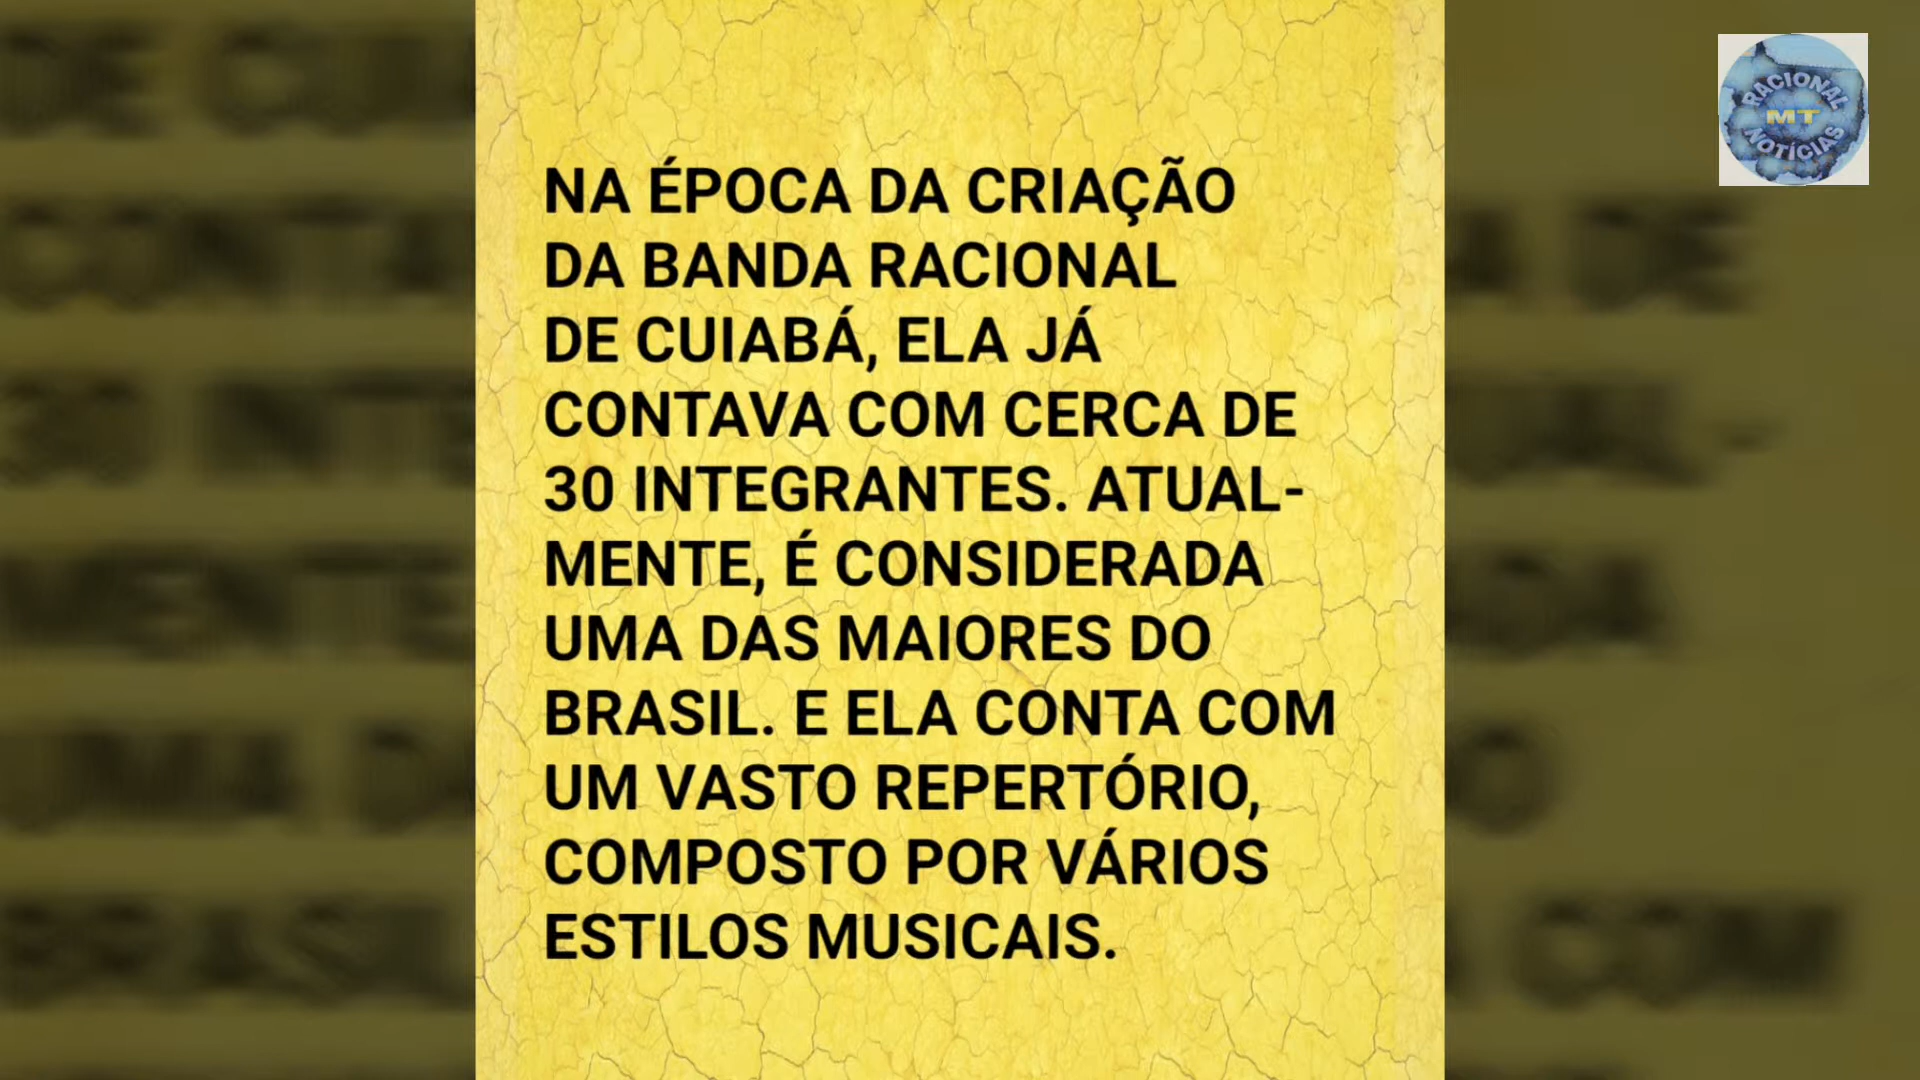 NA ÉPOCA DA CRIAÇÃO
DA BANDA RACIONAL
DE CUIABÁ, ELA JÁ
CONTAVA COM CERCA DE
30 INTEGRANTES. ATUAL-
MENTE, É CONSIDERADA
UMA DAS MAIORES DO
BRASIL. E ELA CONTA COM
UM VASTO REPERTÓRIO,
COMPOSTO POR VÁRIOS
ESTILOS MUSICAIS.
RACIONAL
MT
NOTÍCIAS